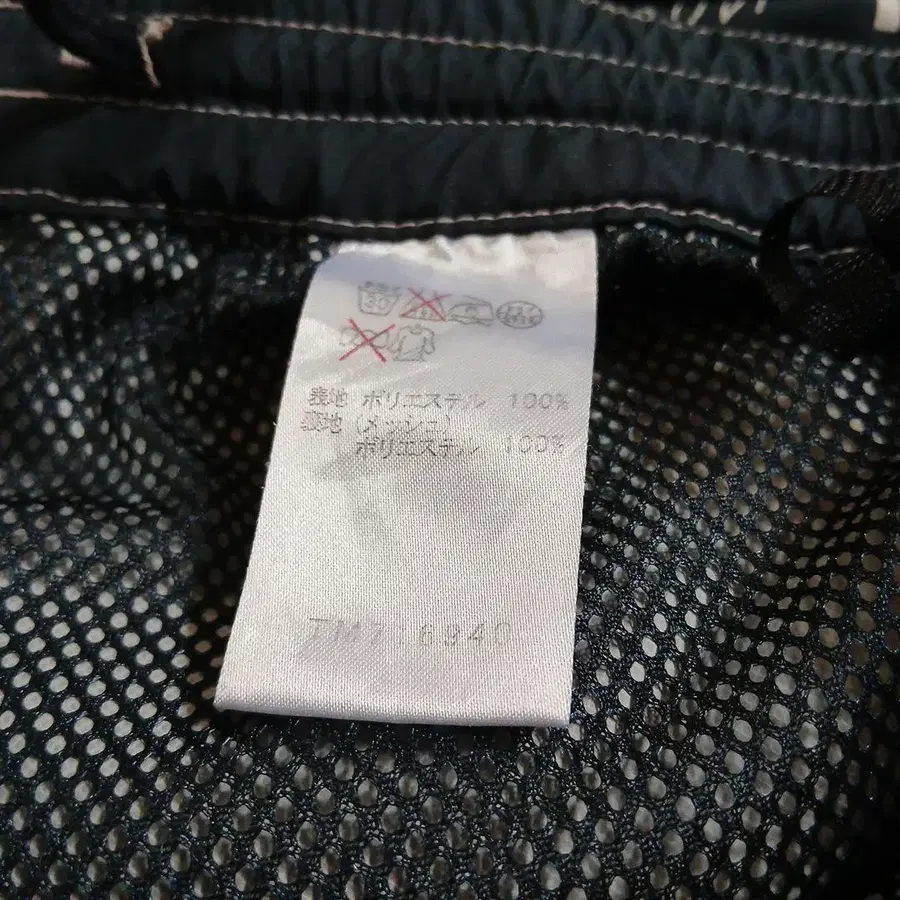 表地 ポリエステル 100%
裏地 (メッシュ)
ポリエステル 100%